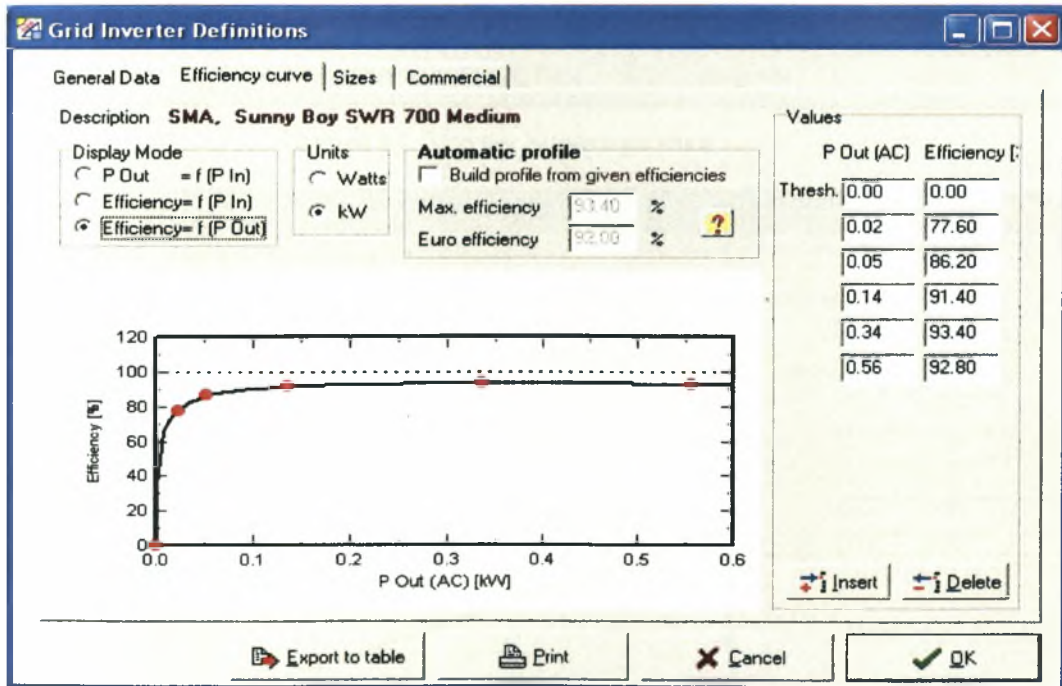 Grid Inverter Definitions
General Data Efficiency curve Sizes Commercial
Description SMA, Sunny Boy SWR 700 Medium
Display Mode
P Out = f (P In)
Efficiency= f (P In)
Efficiency= f (P Out)
Units
Watts
kW
Automatic profile
Build profile from given efficiencies
Max. efficiency 93.40 %
Euro efficiency 92.00 %
?
Values
P Out (AC) Efficiency [
Thresh. 0.00 0.00
0.02 77.60
0.05 86.20
0.14 91.40
0.34 93.40
0.56 92.80
120
100
80
60
40
20
0
Efficiency [%]
0.0 0.1 0.2 0.3 0.4 0.5 0.6
P Out (AC) [kW]
Insert Delete
Export to table Print Cancel OK